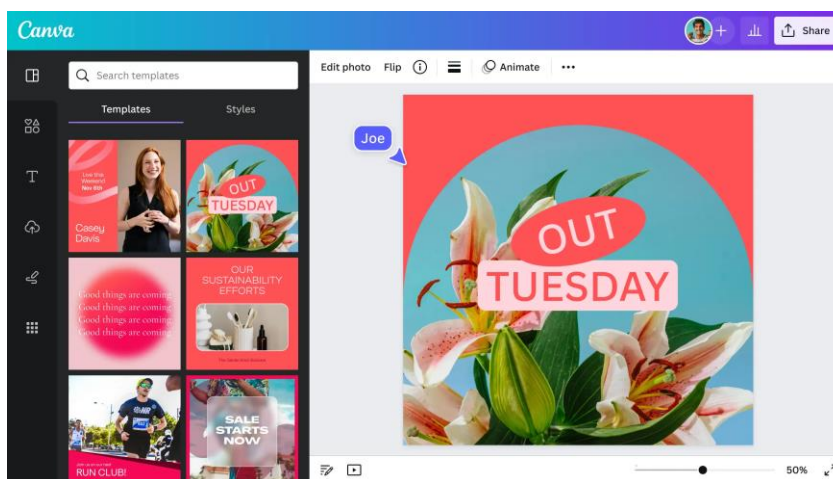 Canva
Share
Search templates
Edit photo
Flip
Animate
Templates
Styles
Joe
Live this
Weekend
Nov 6th
Casey
Davis
OUT
TUESDAY
OUT
TUESDAY
Good things are coming
Good things are coming
Good things are coming
Good things are coming
OUR
SUSTAINABILITY
EFFORTS
RUN CLUB!
SALE
STARTS
NOW
50%